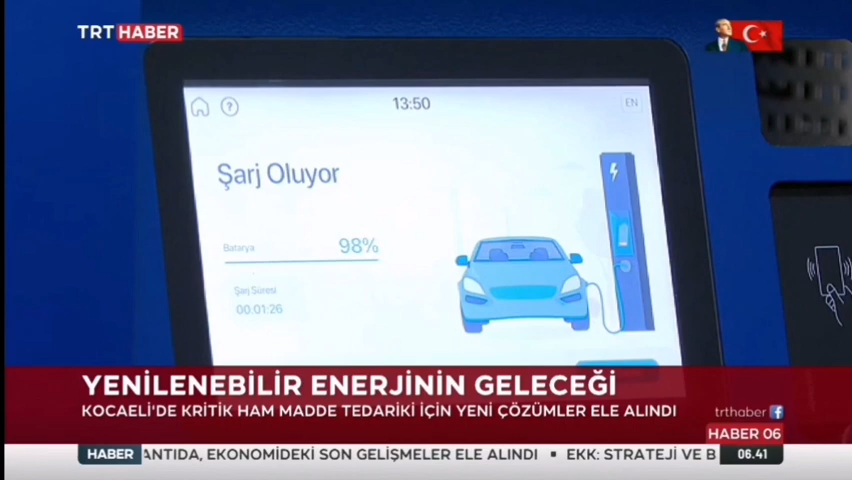 TRT HABER
13:50
EN
?
Şarj Oluyor
Batarya 98%
Şarj Süresi
00:01:26
YENİLENEBİLİR ENERJİNİN GELECEĞİ
KOCAELİ'DE KRİTİK HAM MADDE TEDARİKİ İÇİN YENİ ÇÖZÜMLER ELE ALINDI
trthaber
HABER 06
HABER ANTIDA, EKONOMİDEKİ SON GELİŞMELER ELE ALINDI ▪ EKK: STRATEJİ VE B 06.41